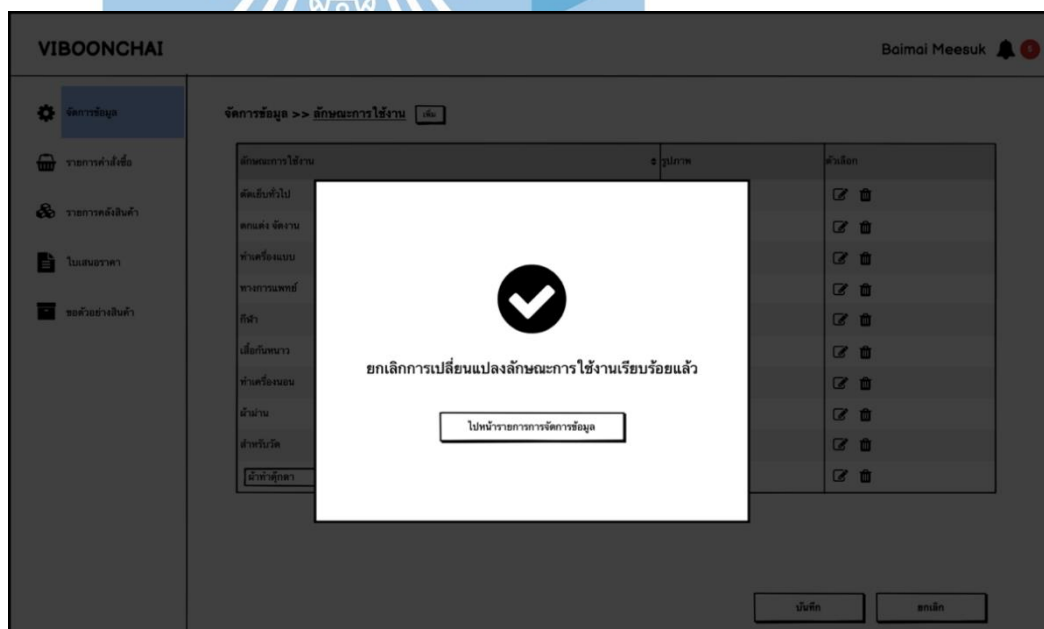 VIBOONCHAI
Baimai Meesuk
5
จัดการข้อมูล
รายการคำสั่งซื้อ
รายการคลังสินค้า
ใบเสนอราคา
ขอตัวอย่างสินค้า
จัดการข้อมูล >> ลักษณะการใช้งาน เพิ่ม
ลักษณะการใช้งาน รูปภาพ ตัวเลือก
ตัดเย็บทั่วไป
ตกแต่ง จัดงาน
ทำเครื่องแบบ
ทางการแพทย์
กีฬา
เสื้อกันหนาว
ทำเครื่องนอน
ผ้าม่าน
สำหรับวัด
ผ้าทำตุ๊กตา
ยกเลิกการเปลี่ยนแปลงลักษณะการใช้งานเรียบร้อยแล้ว
ไปหน้ารายการการจัดการข้อมูล
บันทึก ยกเลิก